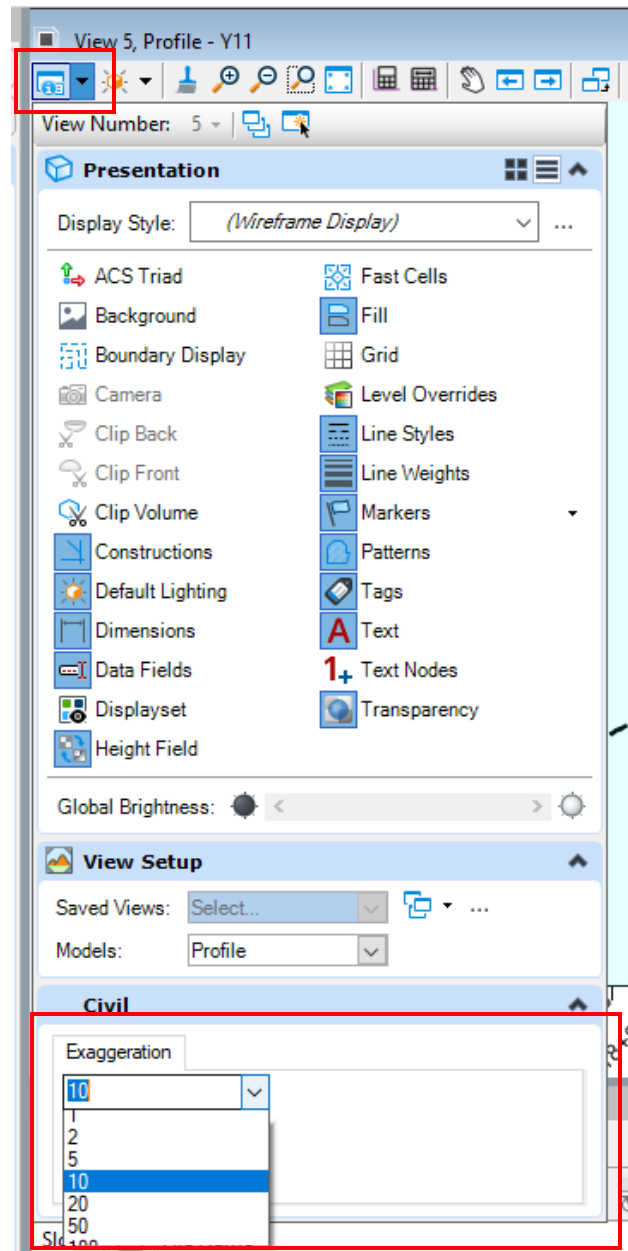 View 5, Profile - Y11
View Number: 5
Presentation
Display Style: (Wireframe Display) ...
ACS Triad
Fast Cells
Background
Fill
Boundary Display
Grid
Camera
Level Overrides
Clip Back
Line Styles
Clip Front
Line Weights
Clip Volume
Markers
Constructions
Patterns
Default Lighting
Tags
Dimensions
Text
Data Fields
Text Nodes
Displayset
Transparency
Height Field
Global Brightness:
View Setup
Saved Views: Select... ...
Models: Profile
Civil
Exaggeration
10
1
2
5
10
20
50